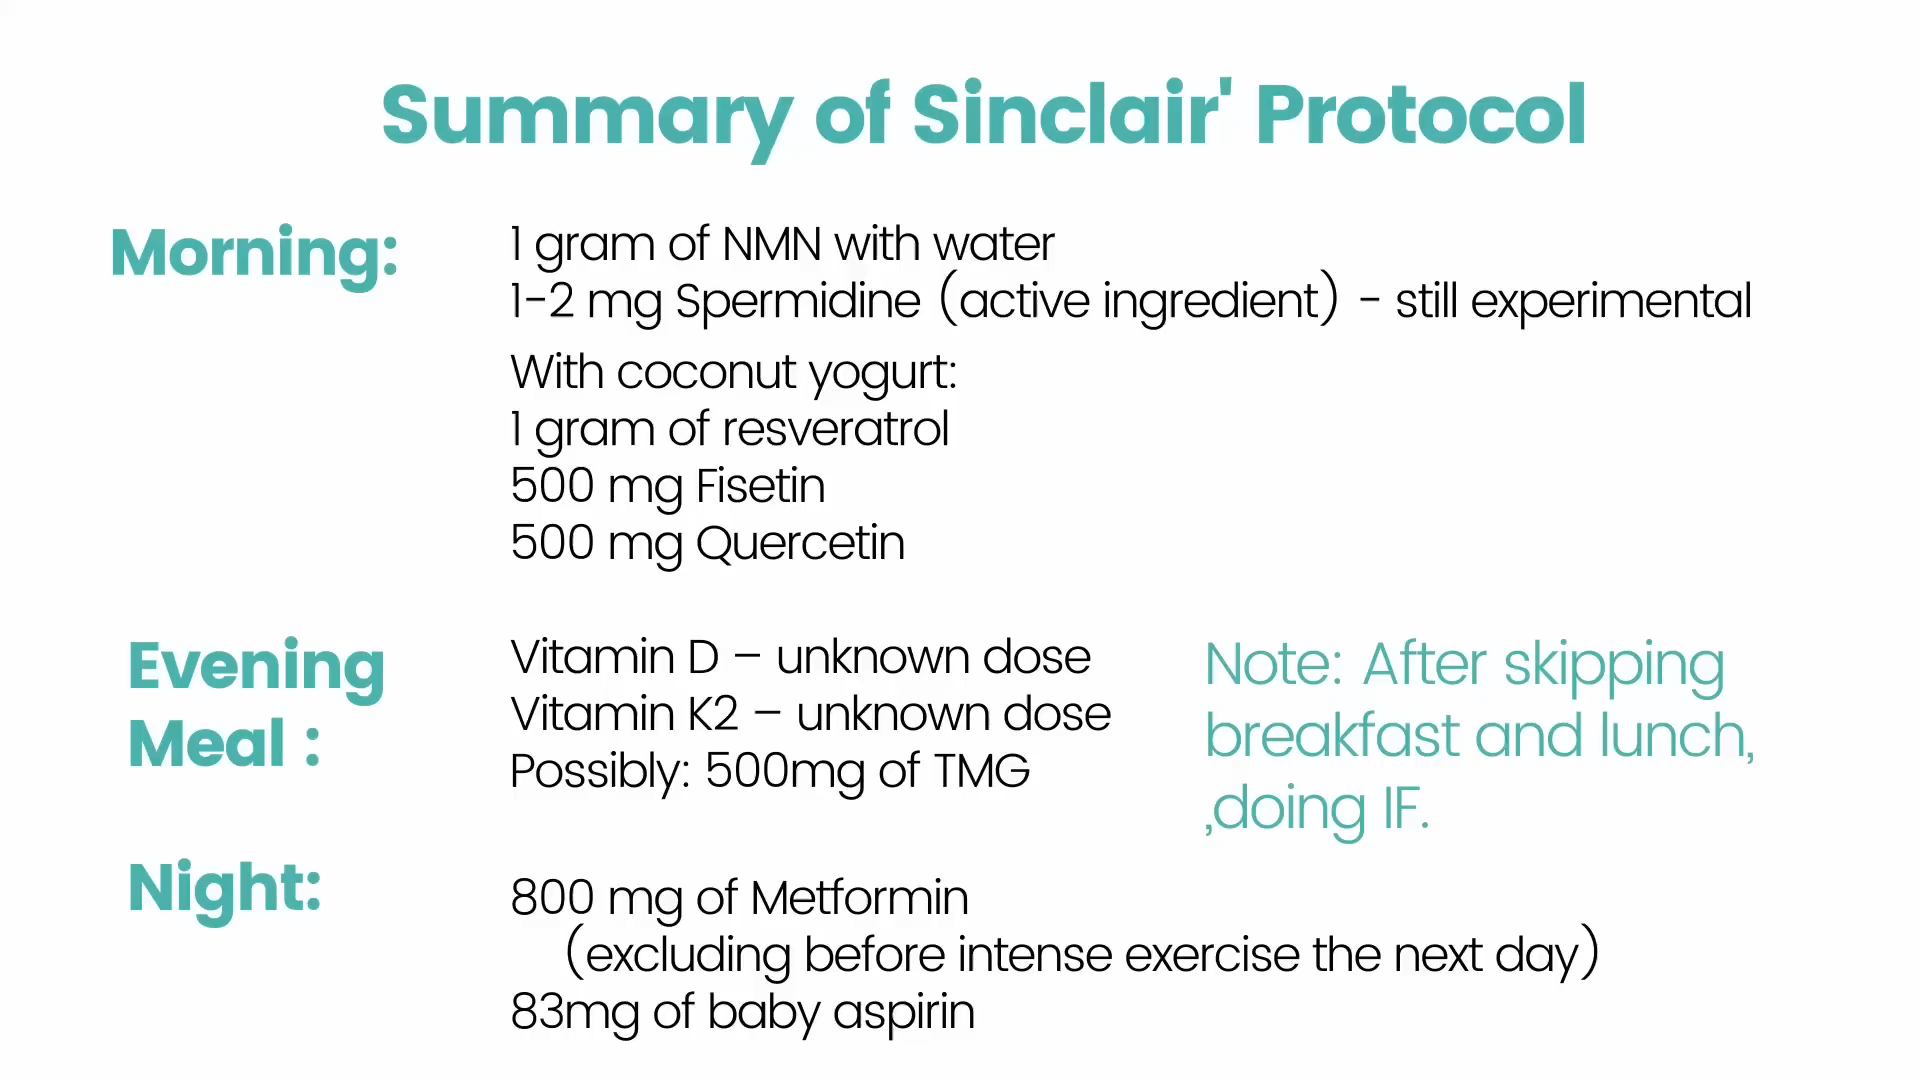 Summary of Sinclair' Protocol
Morning:
1 gram of NMN with water
1-2 mg Spermidine (active ingredient) - still experimental
With coconut yogurt:
1 gram of resveratrol
500 mg Fisetin
500 mg Quercetin
Evening
Meal :
Vitamin D – unknown dose
Vitamin K2 – unknown dose
Possibly: 500mg of TMG
Note: After skipping
breakfast and lunch,
,doing IF.
Night:
800 mg of Metformin
(excluding before intense exercise the next day)
83mg of baby aspirin